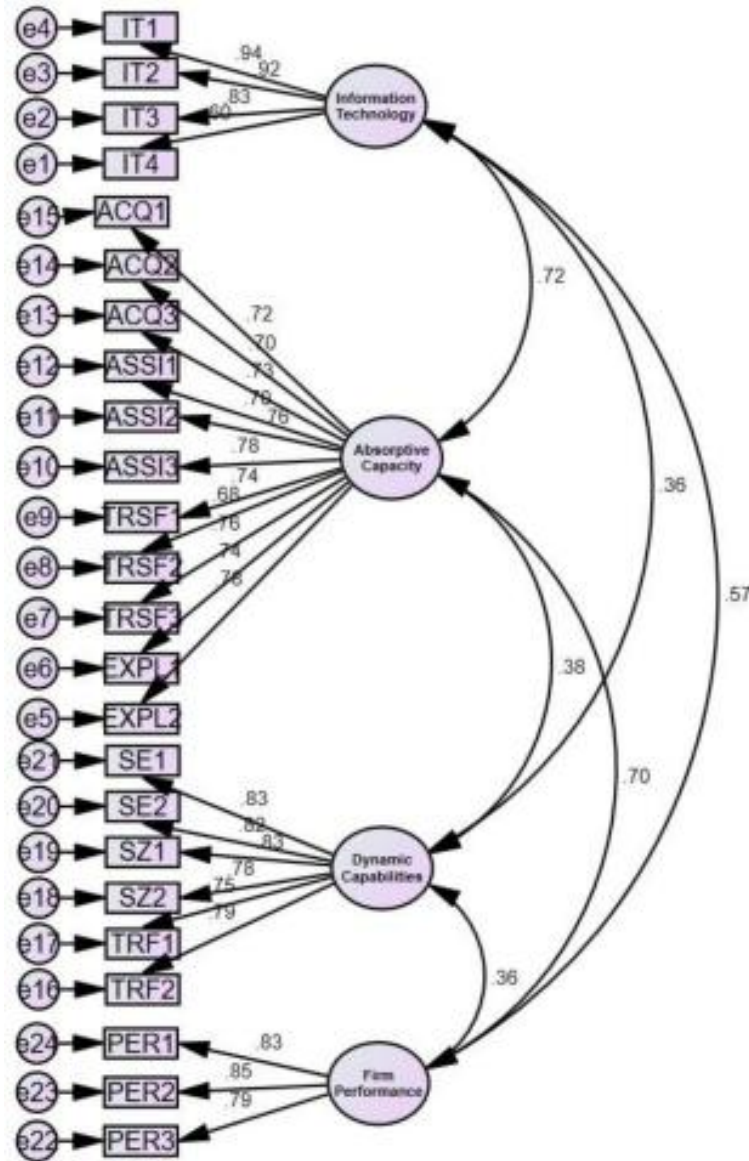 e4 IT1
.94
e3 IT2
.92
Information
Technology
e2 IT3
.83
e1 IT4
e15 ACQ1
e14 ACQ2
.72
e13 ACQ3
.72
.70
e12 ASSI1
.73
e11 ASSI2
.76
Absorptive
Capacity
e10 ASSI3
.78
.36
.74
e9 TRSF1
.68
e8 TRSF2
.76
.74
e7 TRSF3
.57
e6 EXPL1
.38
e5 EXPL2
e21 SE1
.70
.83
e20 SE2
.82
e19 SZ1
.83
Dynamic
Capabilities
.78
e18 SZ2
.75
e17 TRF1
.79
e16 TRF2
.36
e24 PER1
.83
e23 PER2
.85
Firm
Performance
.79
e22 PER3